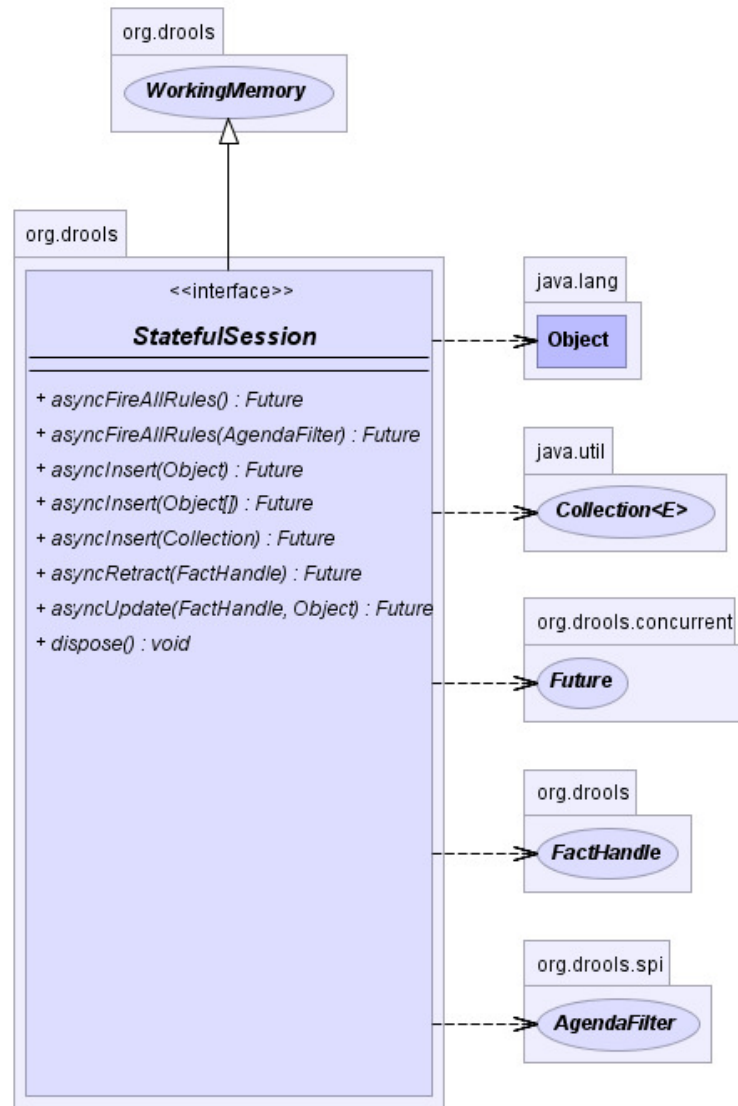 org.drools
WorkingMemory
org.drools
<<interface>>
StatefulSession
+ asyncFireAllRules() : Future
+ asyncFireAllRules(AgendaFilter) : Future
+ asyncInsert(Object) : Future
+ asyncInsert(Object[]) : Future
+ asyncInsert(Collection) : Future
+ asyncRetract(FactHandle) : Future
+ asyncUpdate(FactHandle, Object) : Future
+ dispose() : void
java.lang
Object
java.util
Collection<E>
org.drools.concurrent
Future
org.drools
FactHandle
org.drools.spi
AgendaFilter